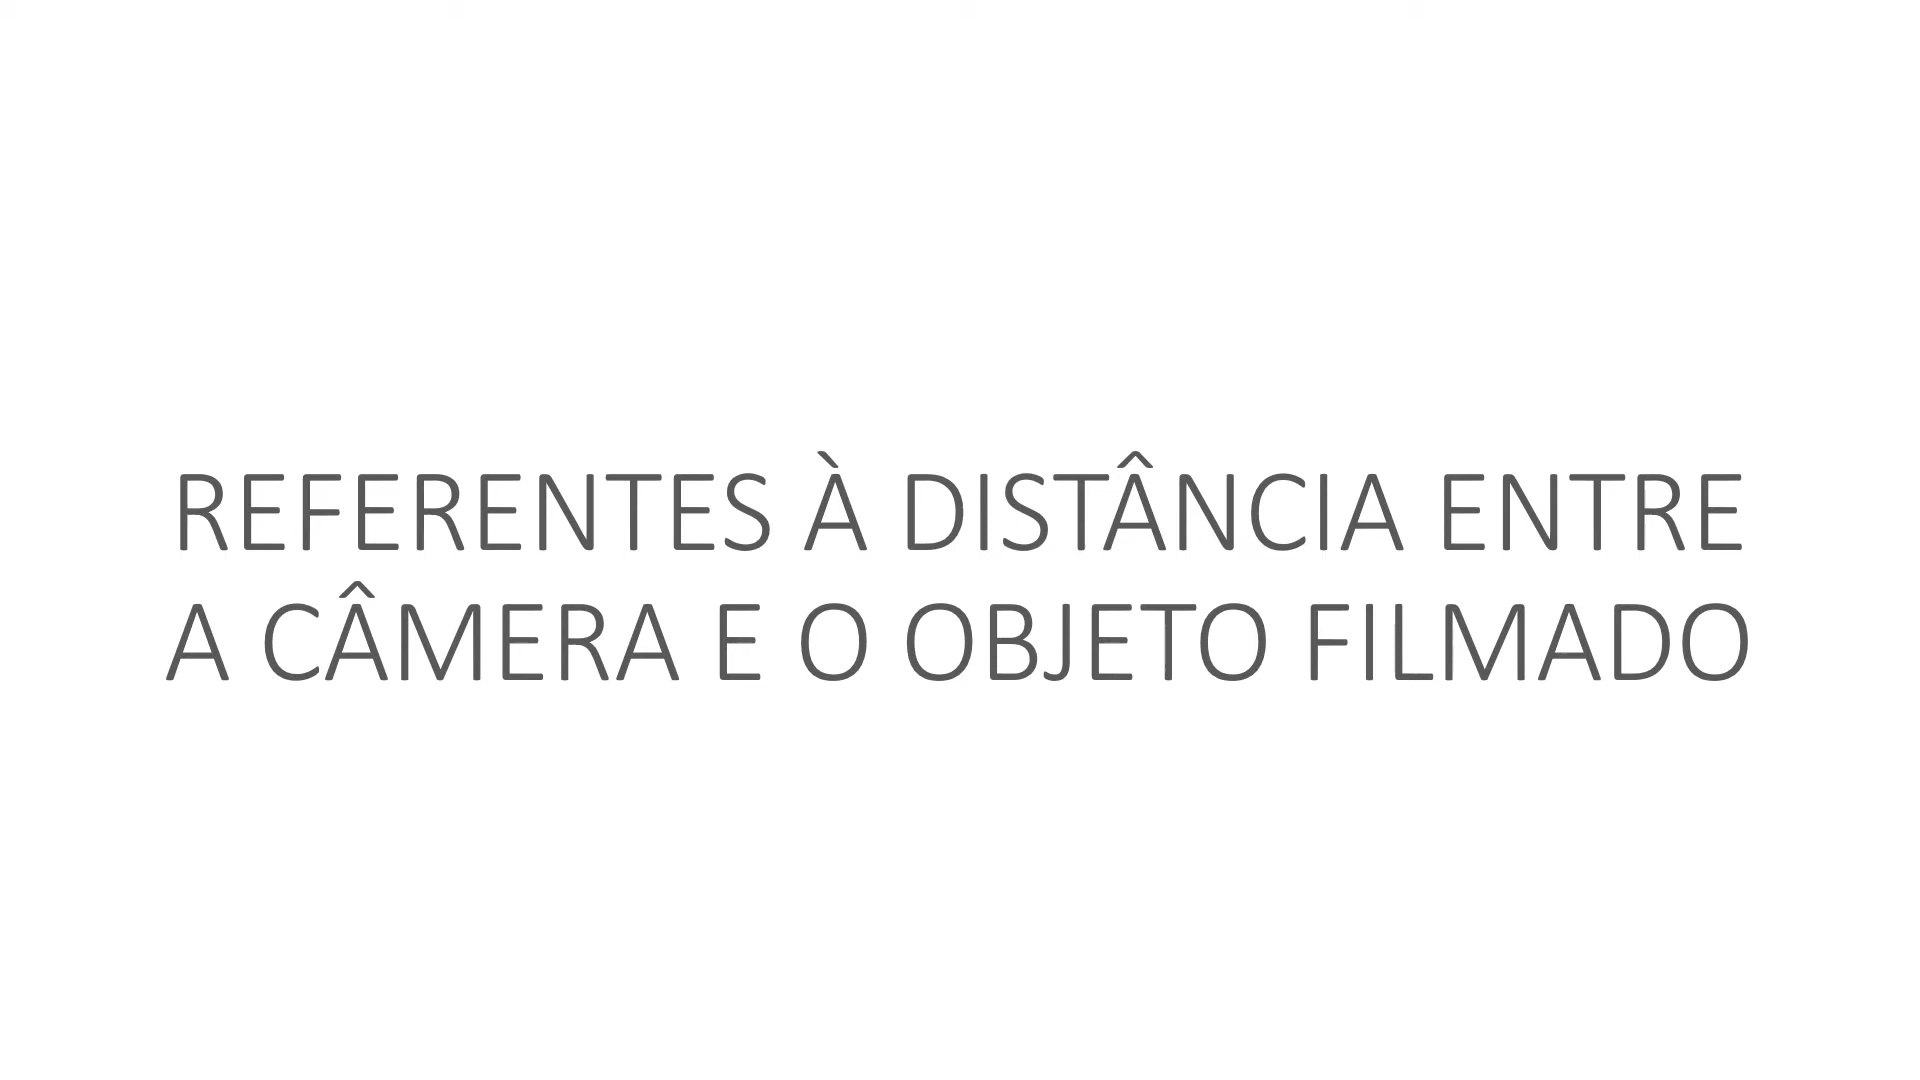 REFERENTES À DISTÂNCIA ENTRE
A CÂMERA E O OBJETO FILMADO